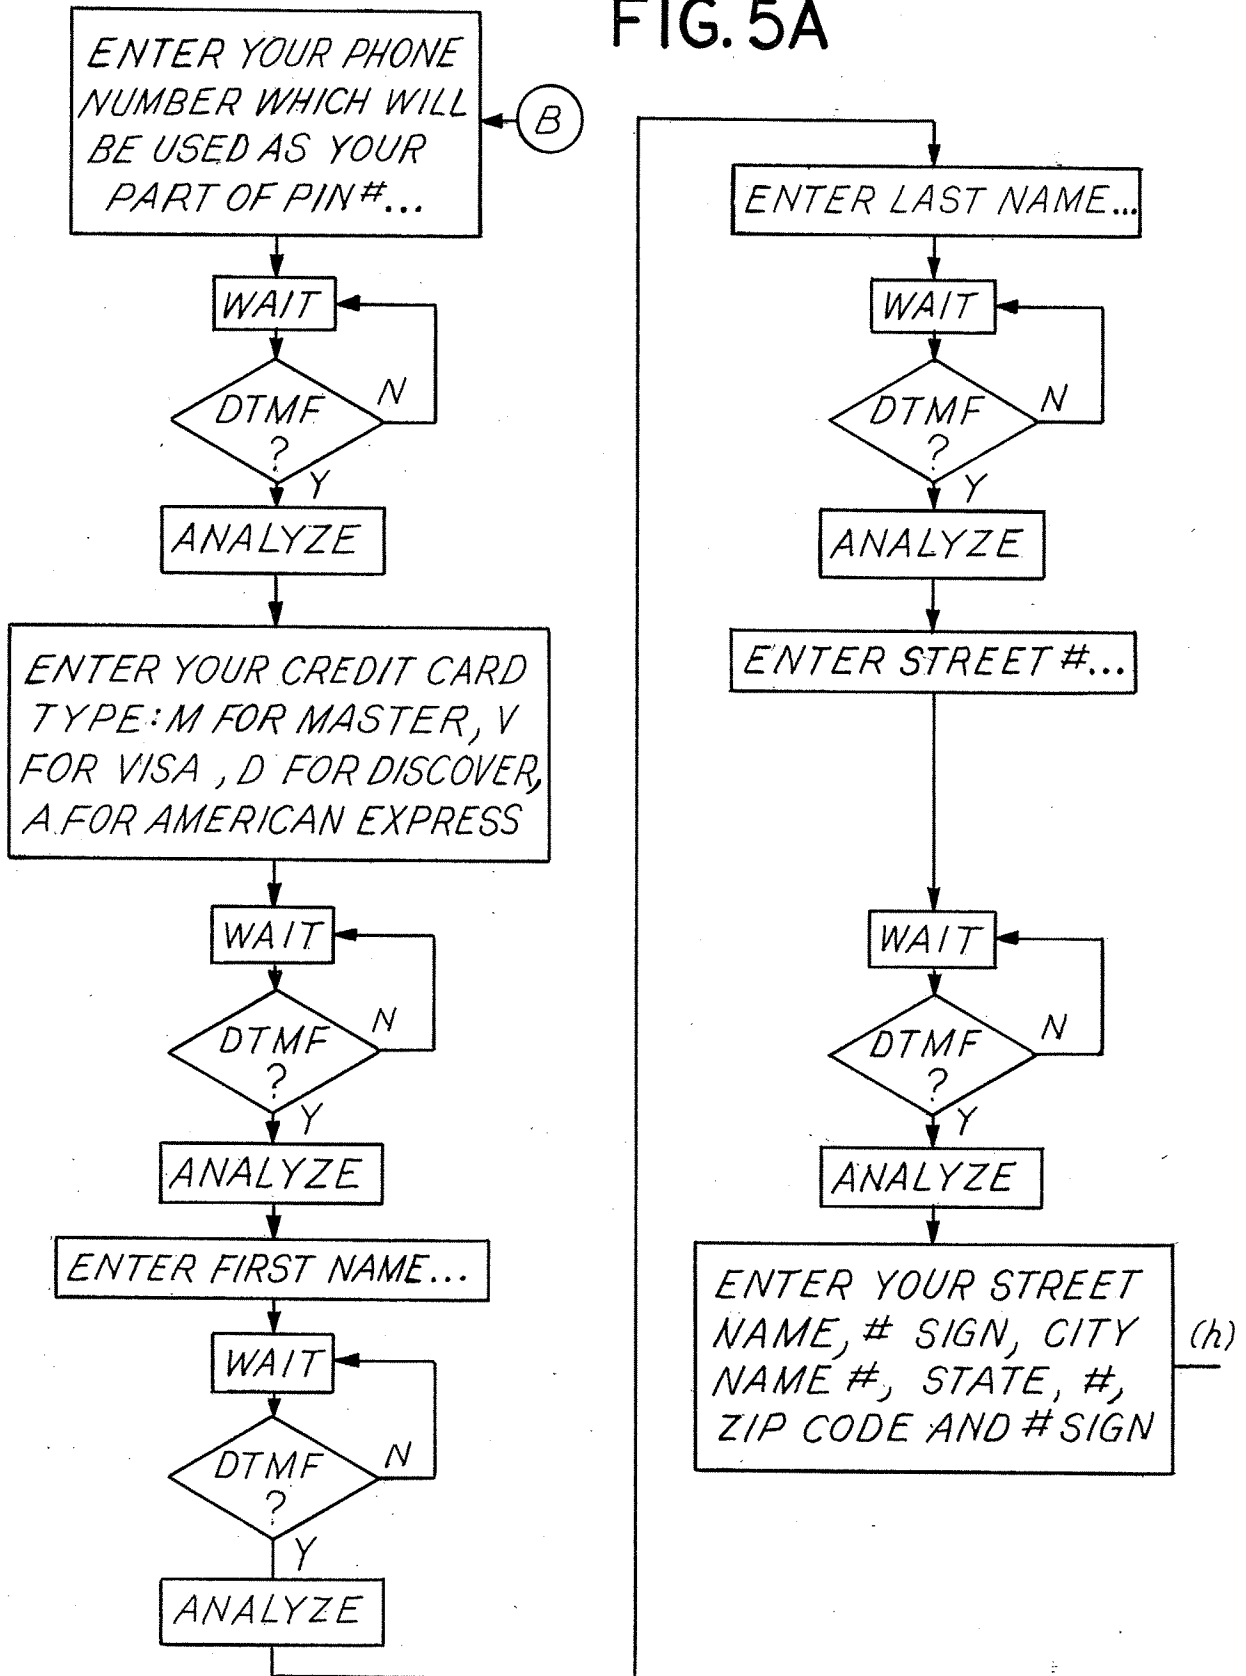 FIG. 5A
ENTER YOUR PHONE
NUMBER WHICH WILL
BE USED AS YOUR
PART OF PIN#...
B
WAIT
DTMF
?
N
Y
ANALYZE
ENTER YOUR CREDIT CARD
TYPE: M FOR MASTER, V
FOR VISA, D FOR DISCOVER,
A FOR AMERICAN EXPRESS
WAIT
DTMF
?
N
Y
ANALYZE
ENTER FIRST NAME...
WAIT
DTMF
?
N
Y
ANALYZE
ENTER LAST NAME...
WAIT
DTMF
?
N
Y
ANALYZE
ENTER STREET #...
WAIT
DTMF
?
N
Y
ANALYZE
ENTER YOUR STREET
NAME, # SIGN, CITY
NAME #, STATE, #,
ZIP CODE AND # SIGN
(h)